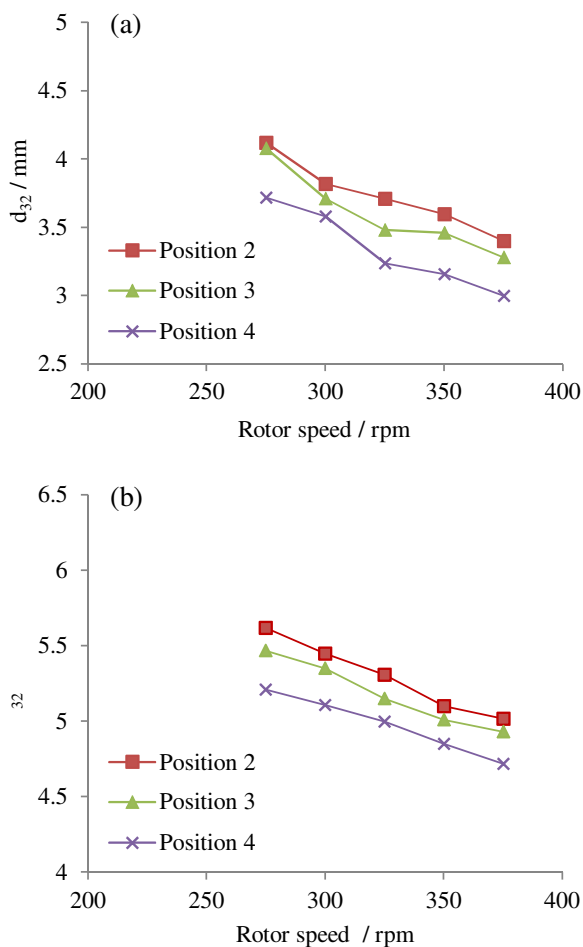 (a)
5
4.5
4
3.5
3
2.5
d32 / mm
Position 2
Position 3
Position 4
200 250 300 350 400
Rotor speed / rpm
(b)
6.5
6
5.5
5
4.5
4
32
Position 2
Position 3
Position 4
200 250 300 350 400
Rotor speed / rpm